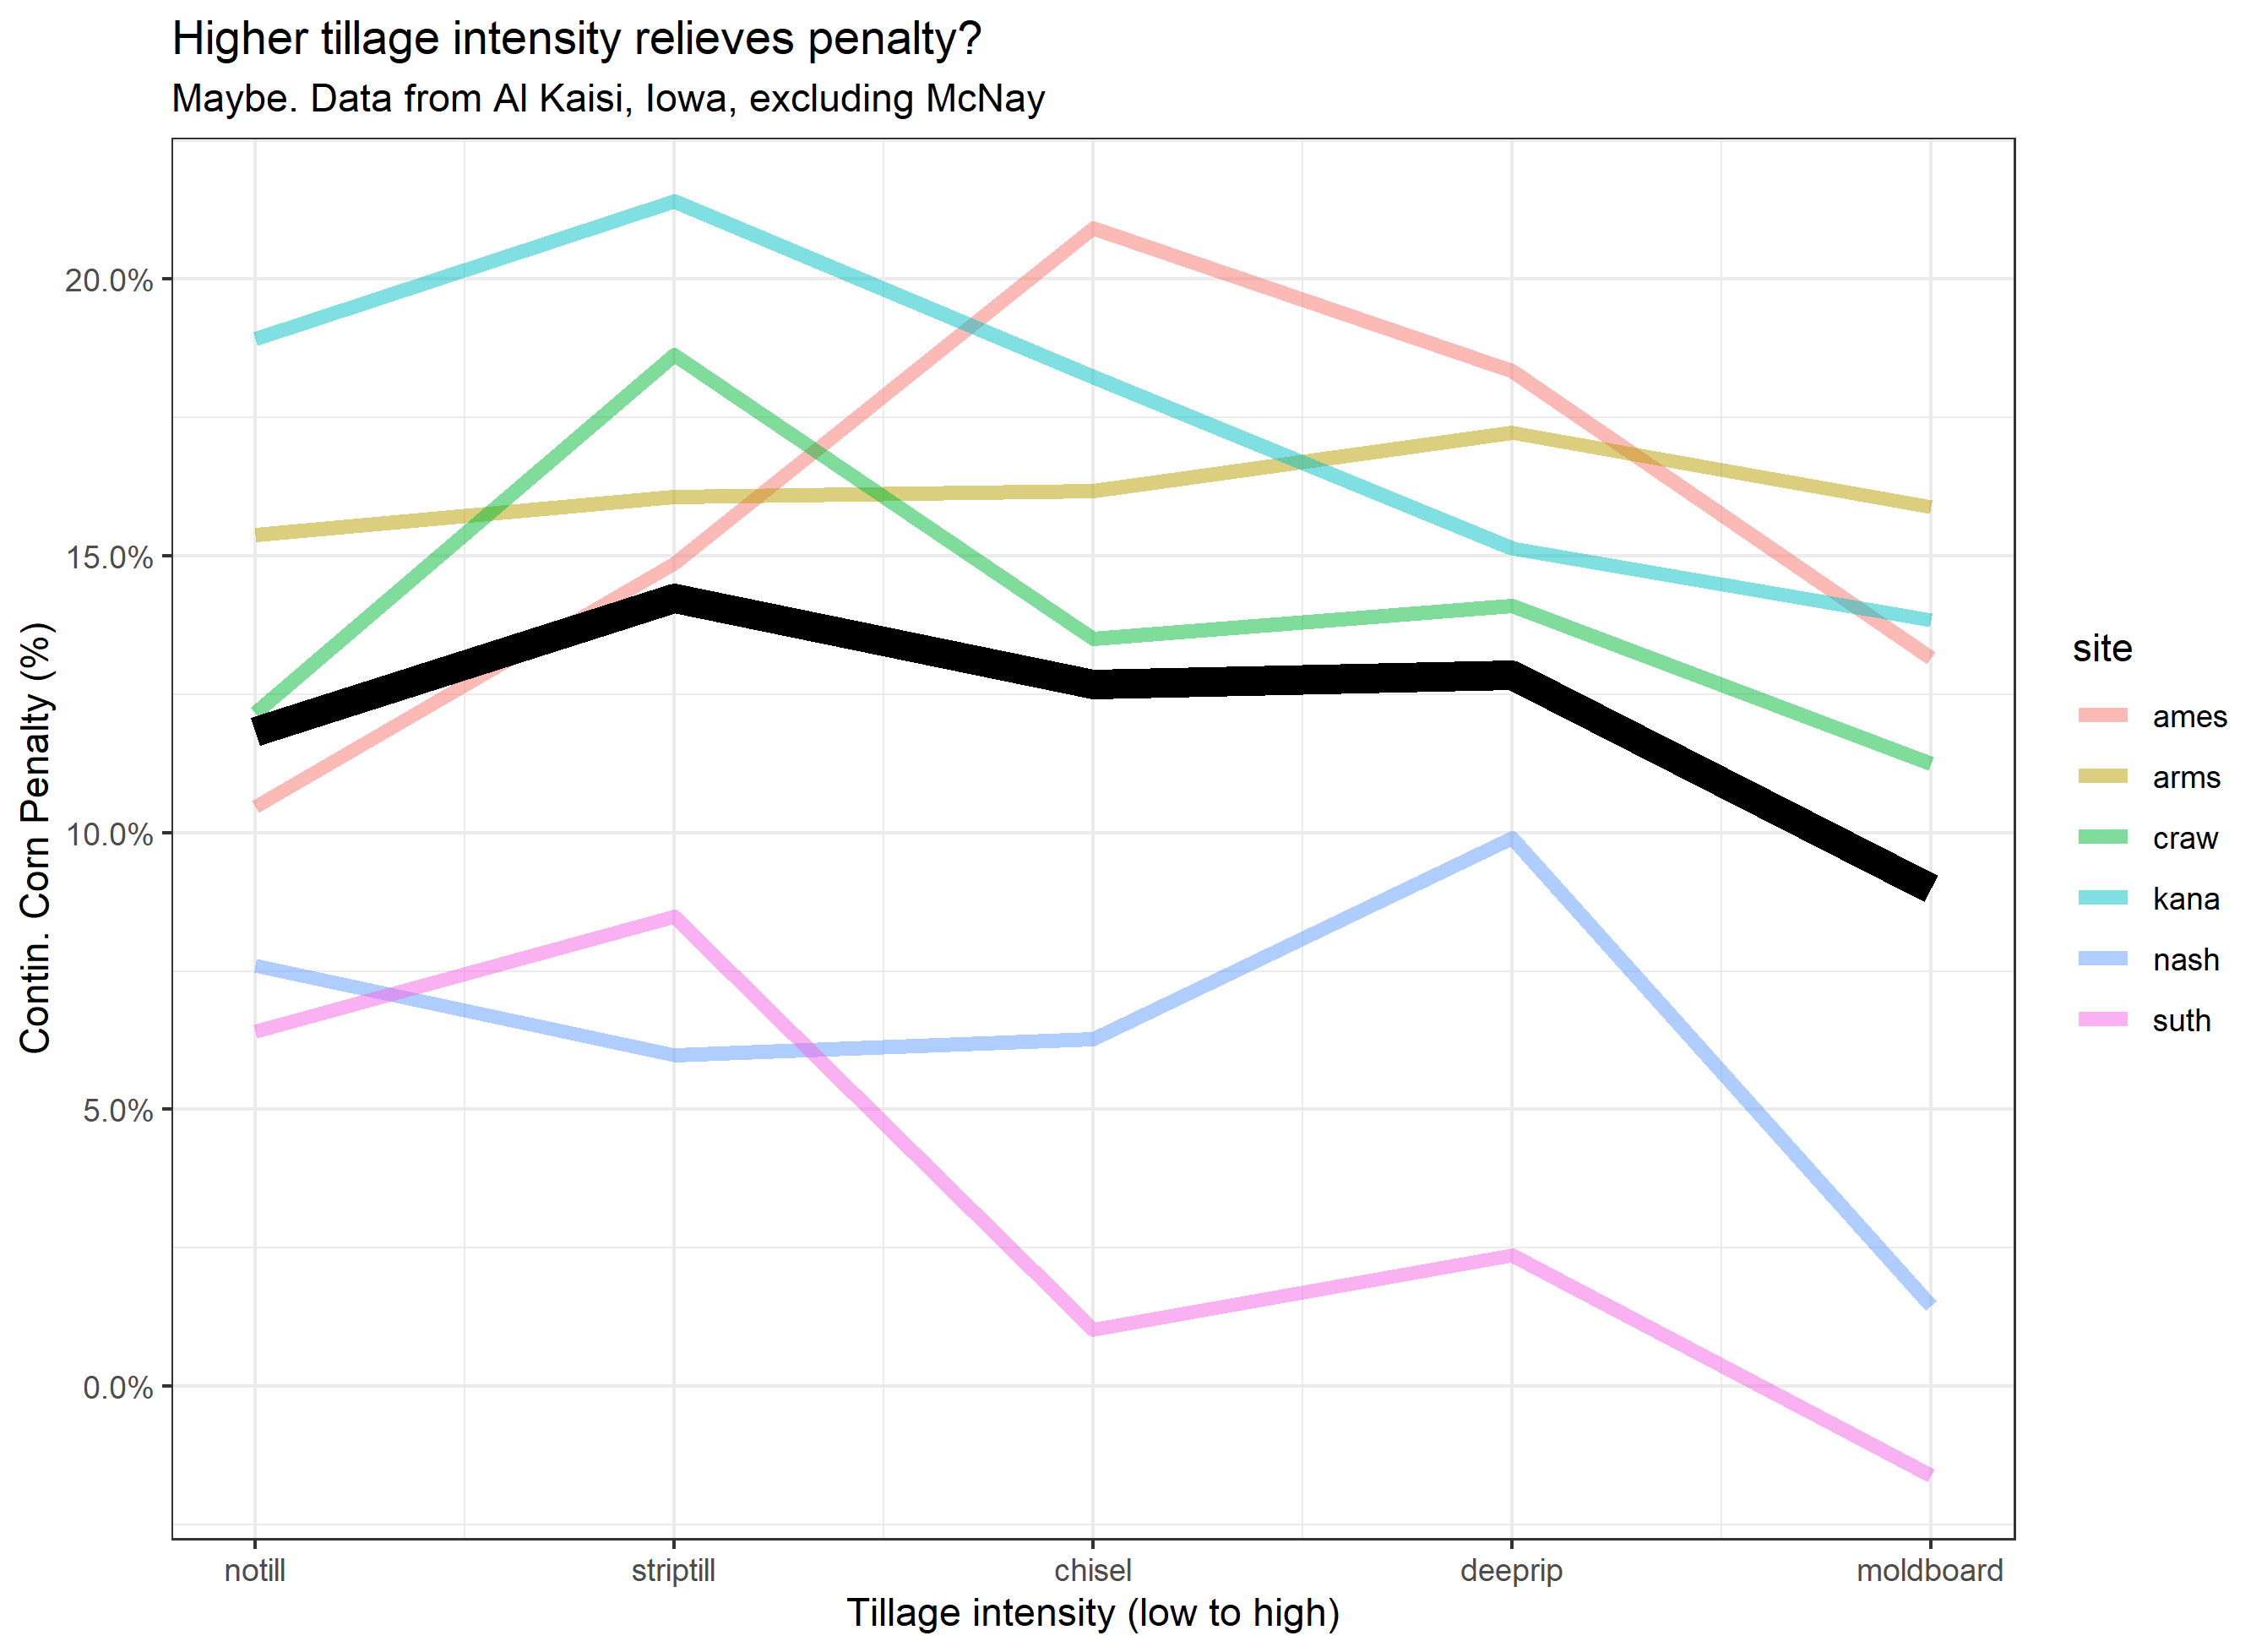 Higher tillage intensity relieves penalty?
Maybe. Data from Al Kaisi, Iowa, excluding McNay
Contin. Corn Penalty (%)
20.0%
15.0%
10.0%
5.0%
0.0%
notill
striptill
chisel
deeprip
moldboard
Tillage intensity (low to high)
site
ames
arms
craw
kana
nash
suth